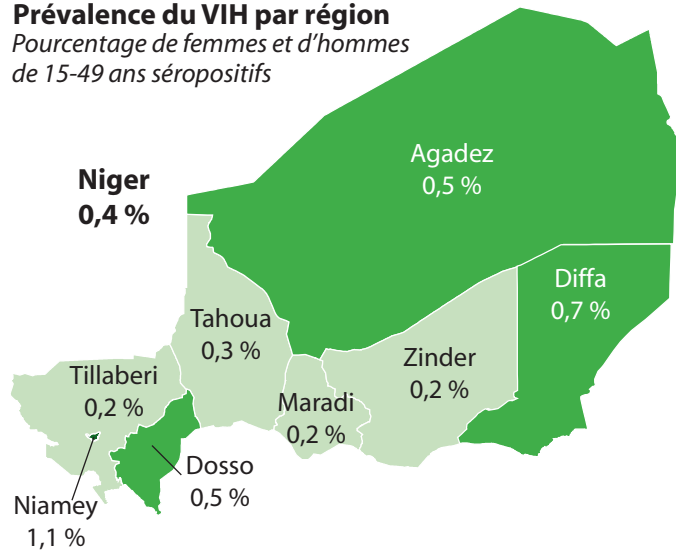 Prévalence du VIH par région
Pourcentage de femmes et d'hommes
de 15-49 ans séropositifs
Niger
0,4 %
Agadez
0,5 %
Diffa
0,7 %
Tahoua
0,3 %
Zinder
0,2 %
Tillaberi
0,2 %
Maradi
0,2 %
Dosso
0,5 %
Niamey
1,1 %